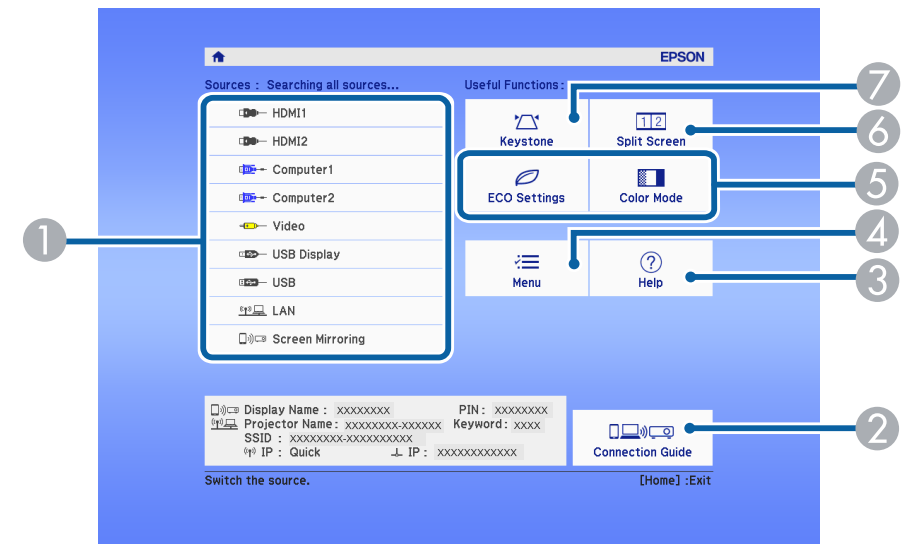 EPSON
Sources : Searching all sources...
HDMI1
HDMI2
Computer1
Computer2
Video
USB Display
USB
LAN
Screen Mirroring
Useful Functions:
Keystone
Split Screen
ECO Settings
Color Mode
Menu
Help
1
2
7
6
5
4
3
1
2
Display Name : xxxxxxxx PIN : xxxxxxxx
Projector Name : xxxxxxxx-xxxxxx Keyword : xxxx
SSID : xxxxxxxx-xxxxxxxxxx
IP : Quick IP : xxxxxxxxxxxx
Connection Guide
Switch the source. [Home] :Exit